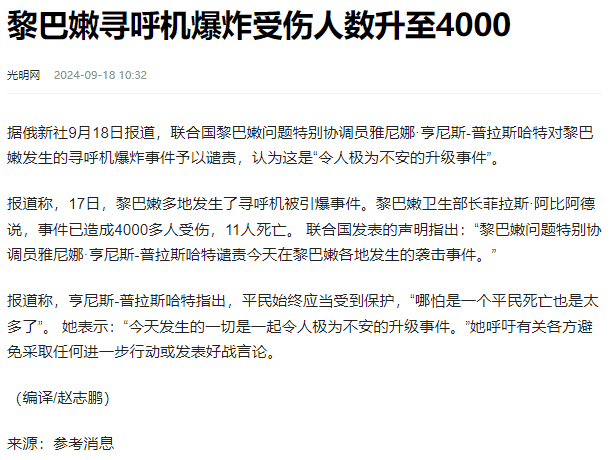 黎巴嫩寻呼机爆炸受伤人数升至4000
光明网 2024-09-18 10:32
据俄新社9月18日报道，联合国黎巴嫩问题特别协调员雅尼娜·亨尼斯-普拉斯哈特对黎巴
嫩发生的寻呼机爆炸事件予以谴责，认为这是“令人极为不安的升级事件”。
报道称，17日，黎巴嫩多地发生了寻呼机被引爆事件。黎巴嫩卫生部长菲拉斯·阿比阿德
说，事件已造成4000多人受伤，11人死亡。 联合国发表的声明指出：“黎巴嫩问题特别协
调员雅尼娜·亨尼斯-普拉斯哈特谴责今天在黎巴嫩各地发生的袭击事件。”
报道称，亨尼斯-普拉斯哈特指出，平民始终应当受到保护，“哪怕是一个平民死亡也是太
多了”。 她表示：“今天发生的一切是一起令人极为不安的升级事件。”她呼吁有关各方避
免采取任何进一步行动或发表好战言论。
（编译/赵志鹏）
来源：参考消息